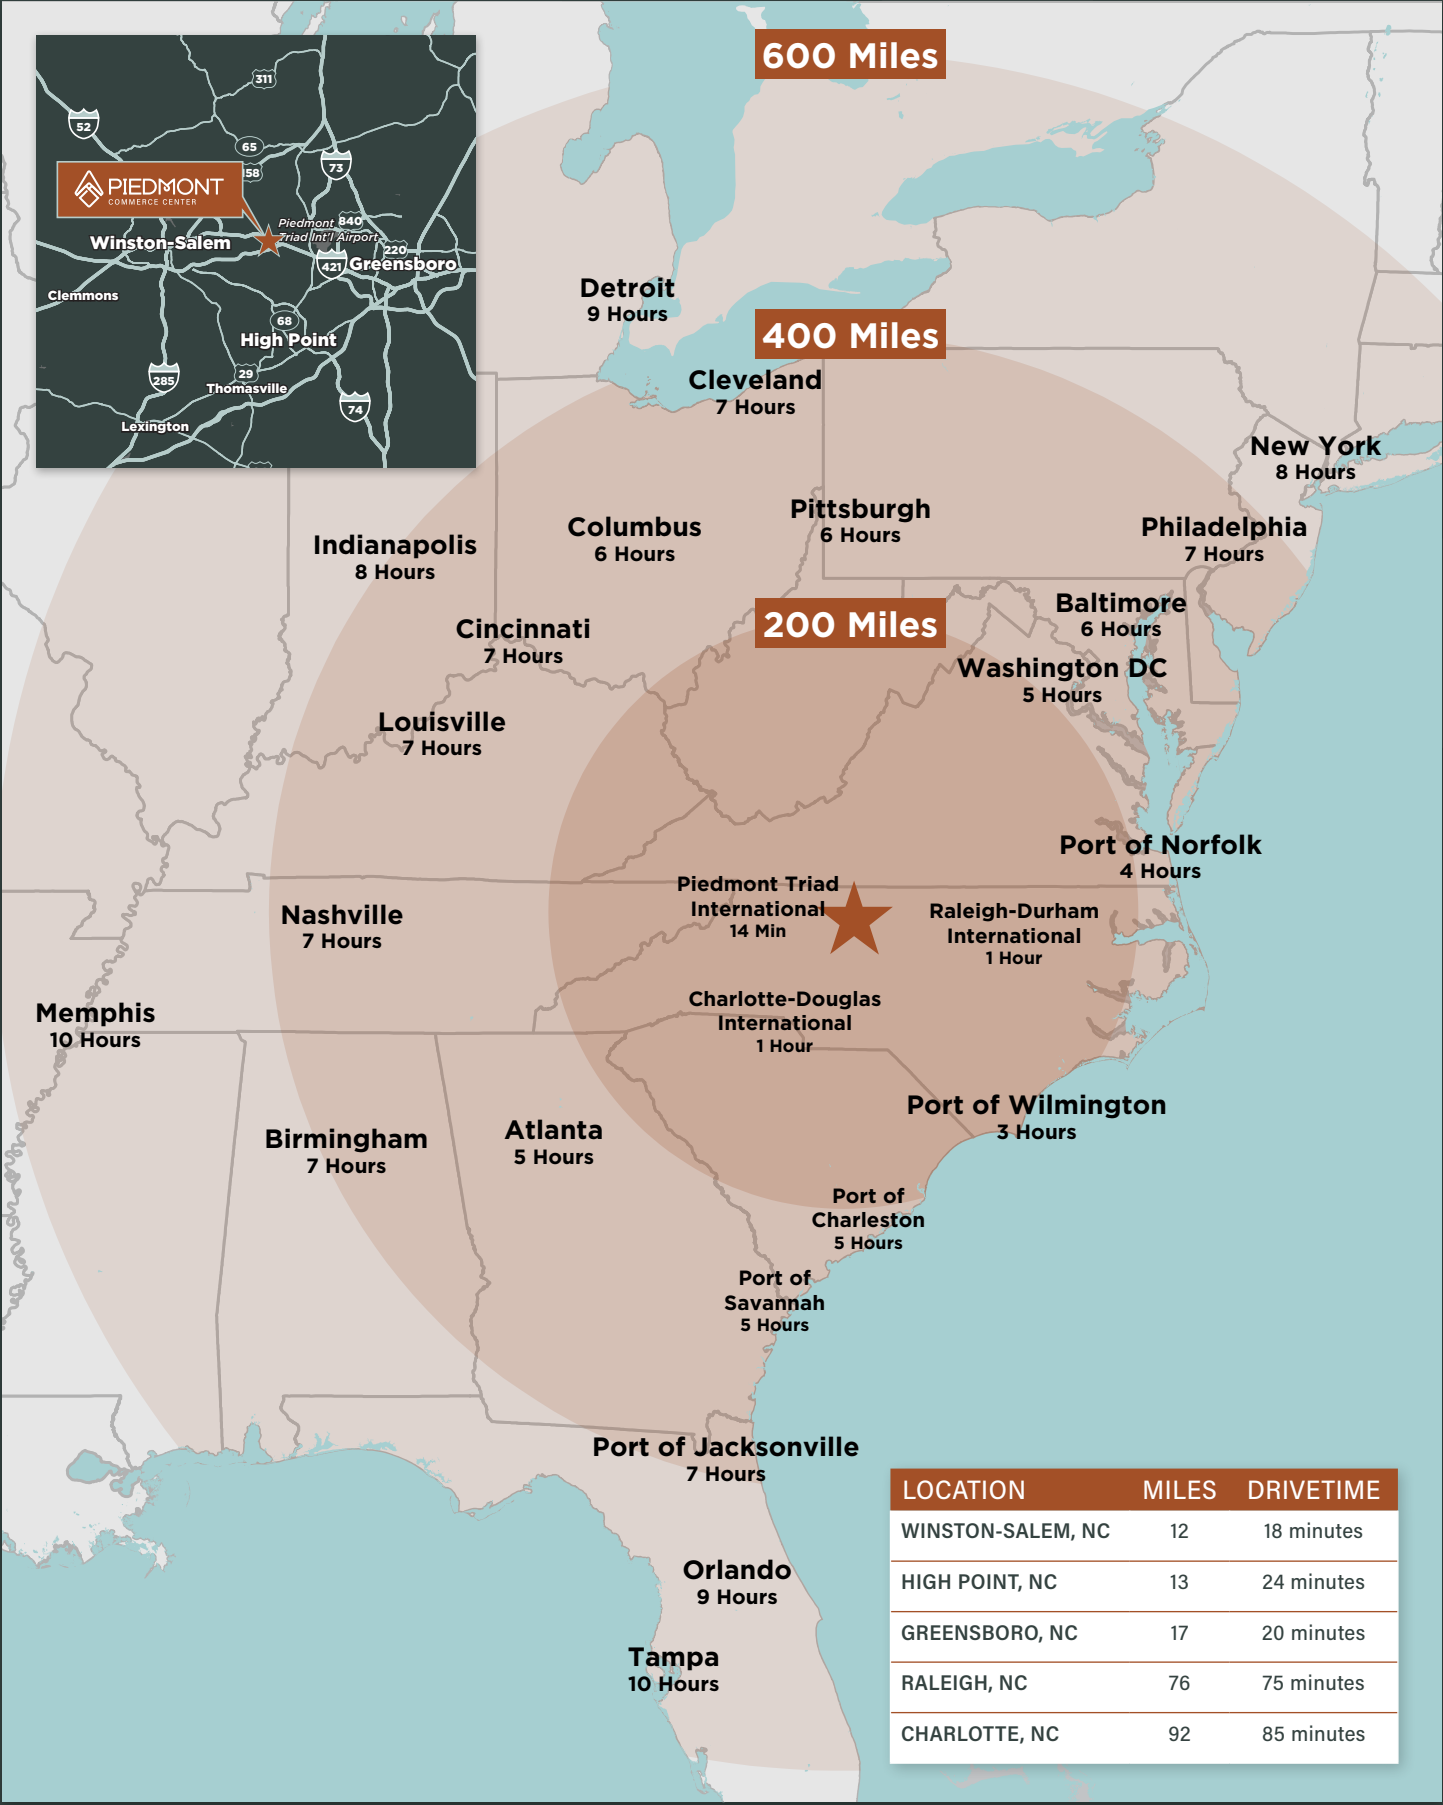 600 Miles
311
52
65
158
73
PIEDMONT
COMMERCE CENTER
Piedmont
Triad Int'l Airport
840
Winston-Salem
220
421
Greensboro
Clemmons
68
High Point
285
29
Thomasville
74
Lexington
Detroit
9 Hours
400 Miles
Cleveland
7 Hours
New York
8 Hours
Pittsburgh
6 Hours
Columbus
6 Hours
Philadelphia
7 Hours
Indianapolis
8 Hours
Baltimore
6 Hours
200 Miles
Cincinnati
7 Hours
Washington DC
5 Hours
Louisville
7 Hours
Port of Norfolk
4 Hours
Piedmont Triad
International
14 Min
Nashville
7 Hours
Raleigh-Durham
International
1 Hour
Charlotte-Douglas
International
1 Hour
Memphis
10 Hours
Port of Wilmington
3 Hours
Atlanta
5 Hours
Birmingham
7 Hours
Port of
Charleston
5 Hours
Port of
Savannah
5 Hours
Port of Jacksonville
7 Hours
Orlando
9 Hours
Tampa
10 Hours
LOCATION MILES DRIVETIME
WINSTON-SALEM, NC 12 18 minutes
HIGH POINT, NC 13 24 minutes
GREENSBORO, NC 17 20 minutes
RALEIGH, NC 76 75 minutes
CHARLOTTE, NC 92 85 minutes